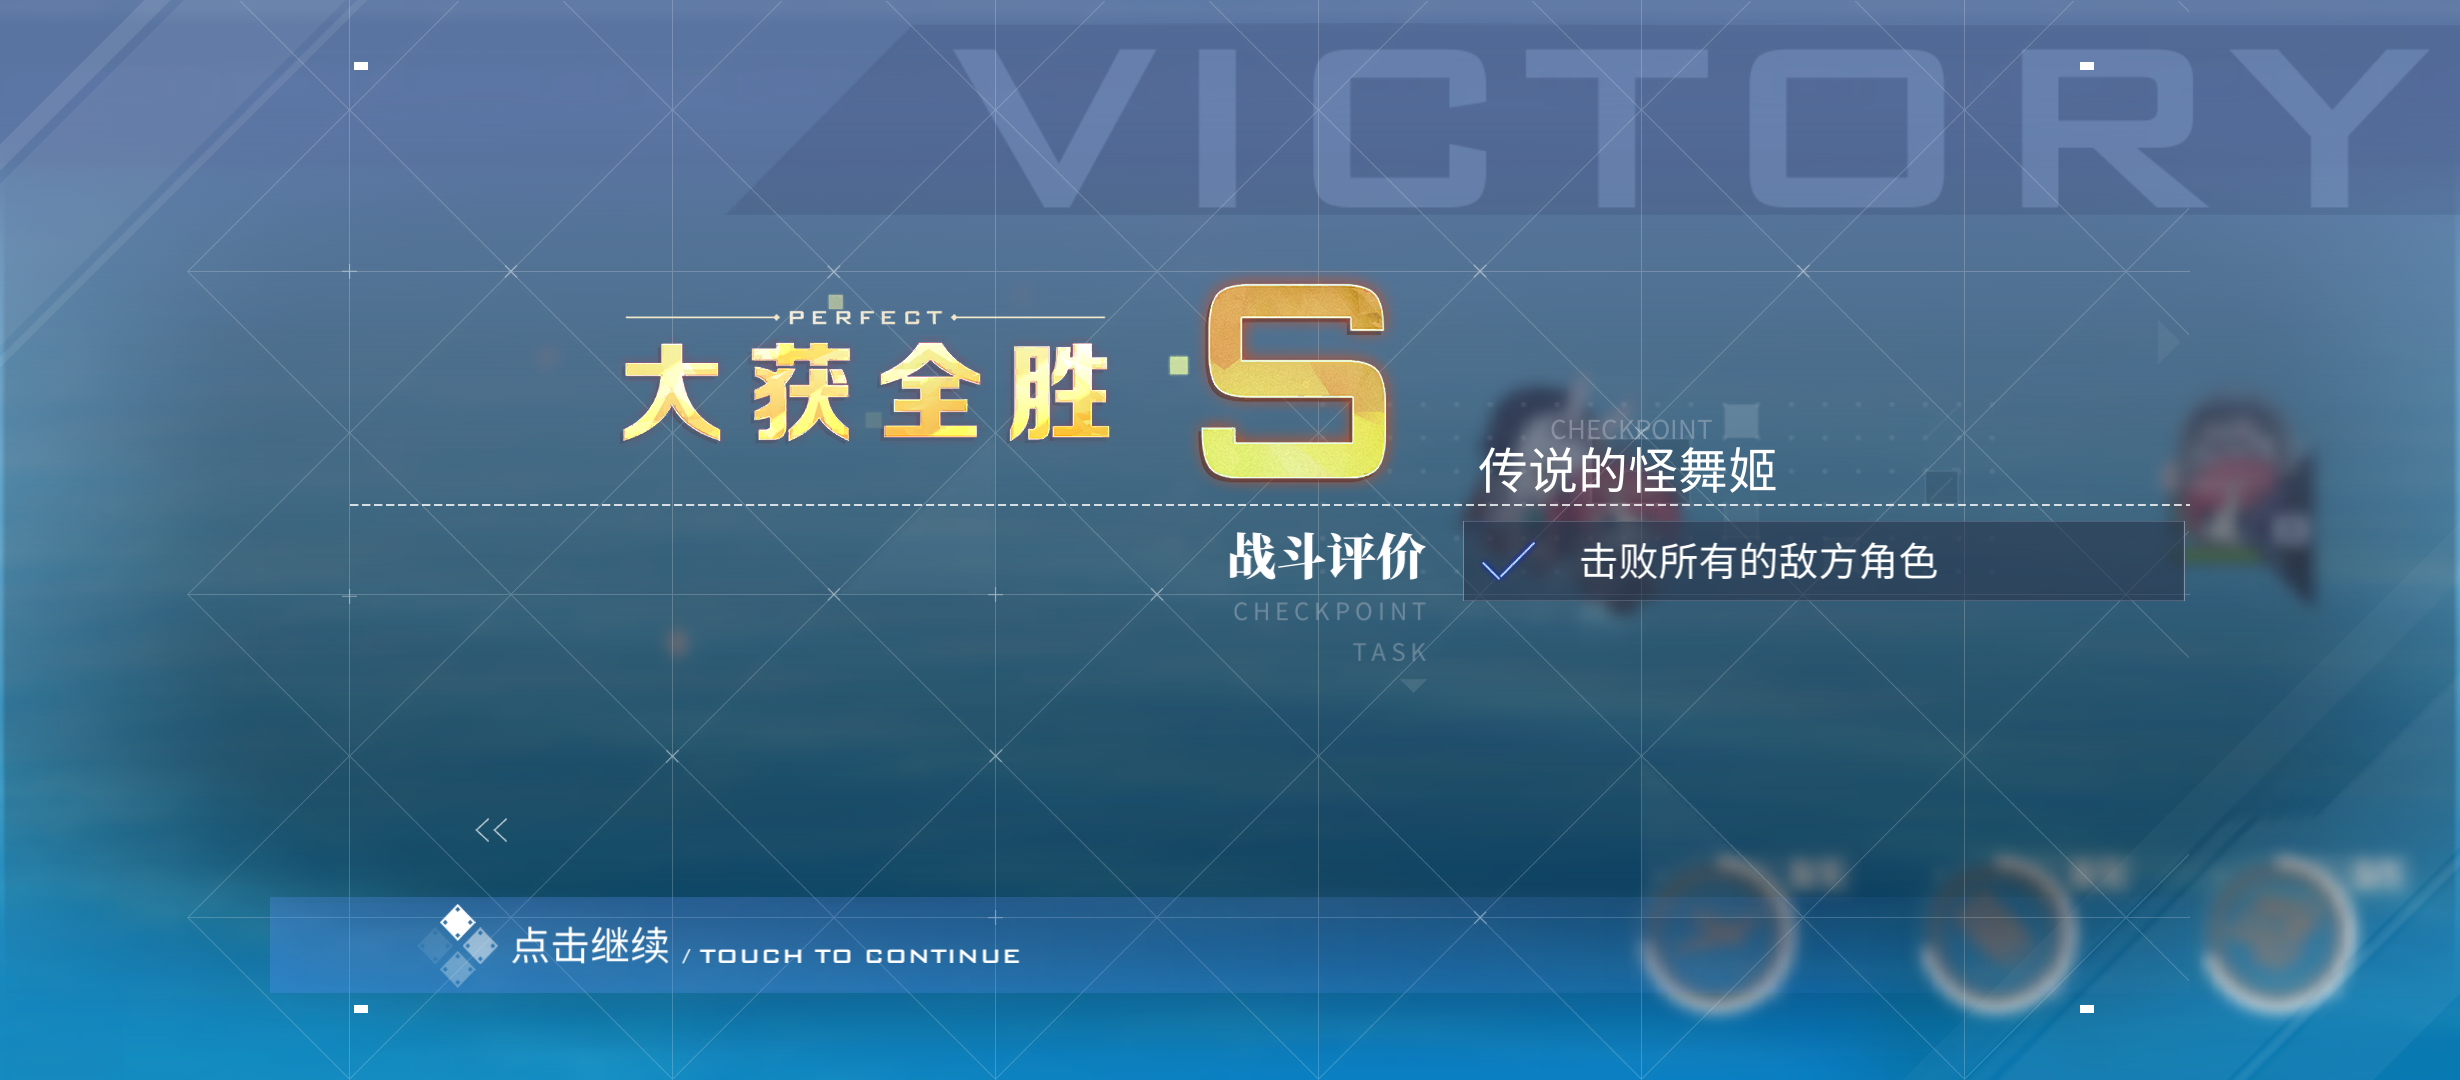 VICTORY
PERFECT
大获全胜 S
CHECKPOINT
传说的怪舞姬
战斗评价
击败所有的敌方角色
CHECKPOINT
TASK
点击继续 / TOUCH TO CONTINUE